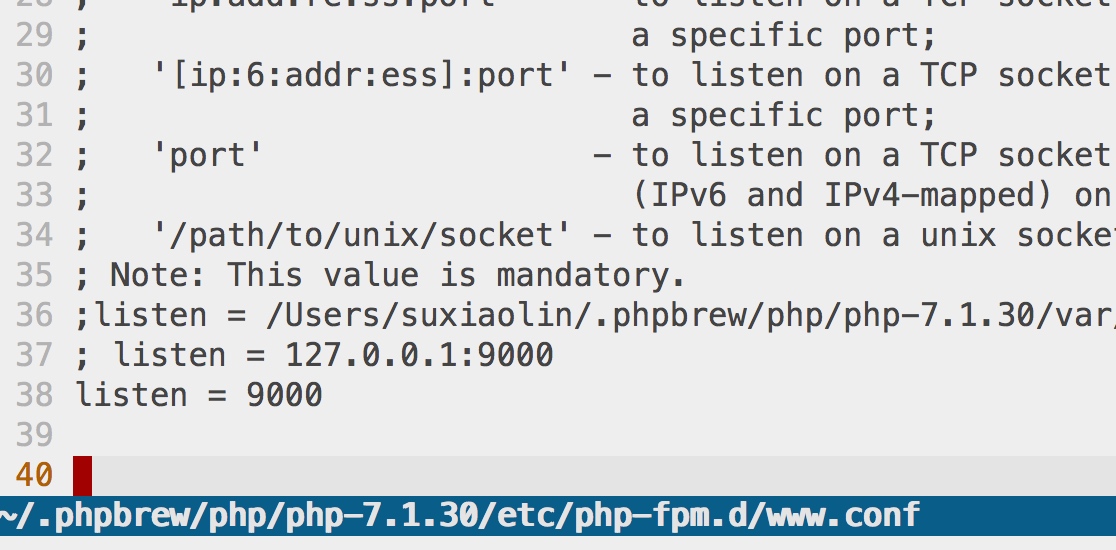 28 ; 'ip.add.re.ss:port' - to listen on a TCP socket
29 ; a specific port;
30 ; '[ip:6:addr:ess]:port' - to listen on a TCP socket
31 ; a specific port;
32 ; 'port' - to listen on a TCP socket
33 ; (IPv6 and IPv4-mapped) on
34 ; '/path/to/unix/socket' - to listen on a unix socke
35 ; Note: This value is mandatory.
36 ;listen = /Users/suxiaolin/.phpbrew/php/php-7.1.30/var/
37 ; listen = 127.0.0.1:9000
38 listen = 9000
39
40
~/.phpbrew/php/php-7.1.30/etc/php-fpm.d/www.conf